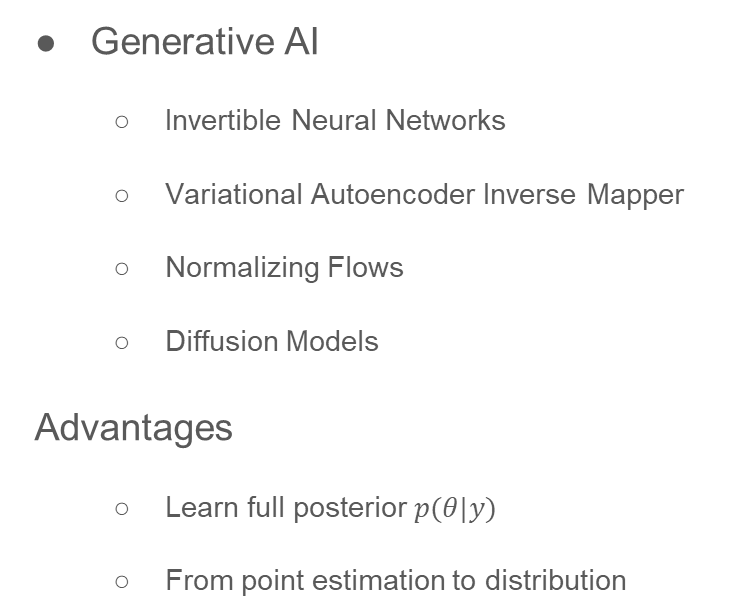 ● Generative AI
○ Invertible Neural Networks
○ Variational Autoencoder Inverse Mapper
○ Normalizing Flows
○ Diffusion Models
Advantages
○ Learn full posterior 𝑝(𝜃|𝑦)
○ From point estimation to distribution